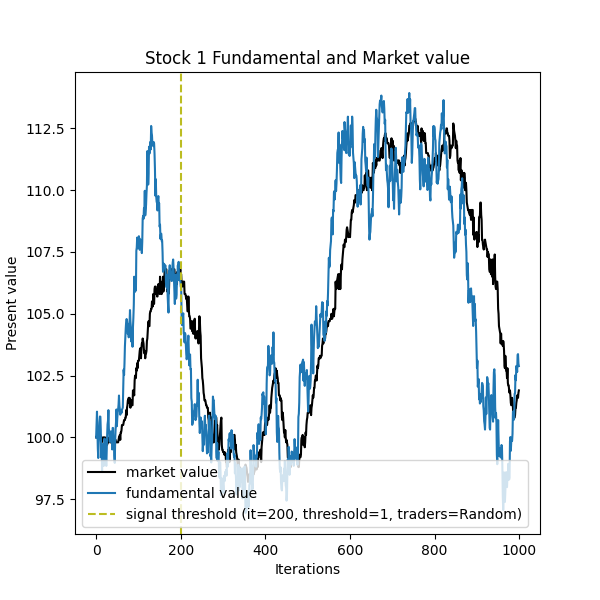 Stock 1 Fundamental and Market value
Present value
112.5
110.0
107.5
105.0
102.5
100.0
97.5
market value
fundamental value
signal threshold (it=200, threshold=1, traders=Random)
0 200 400 600 800 1000
Iterations